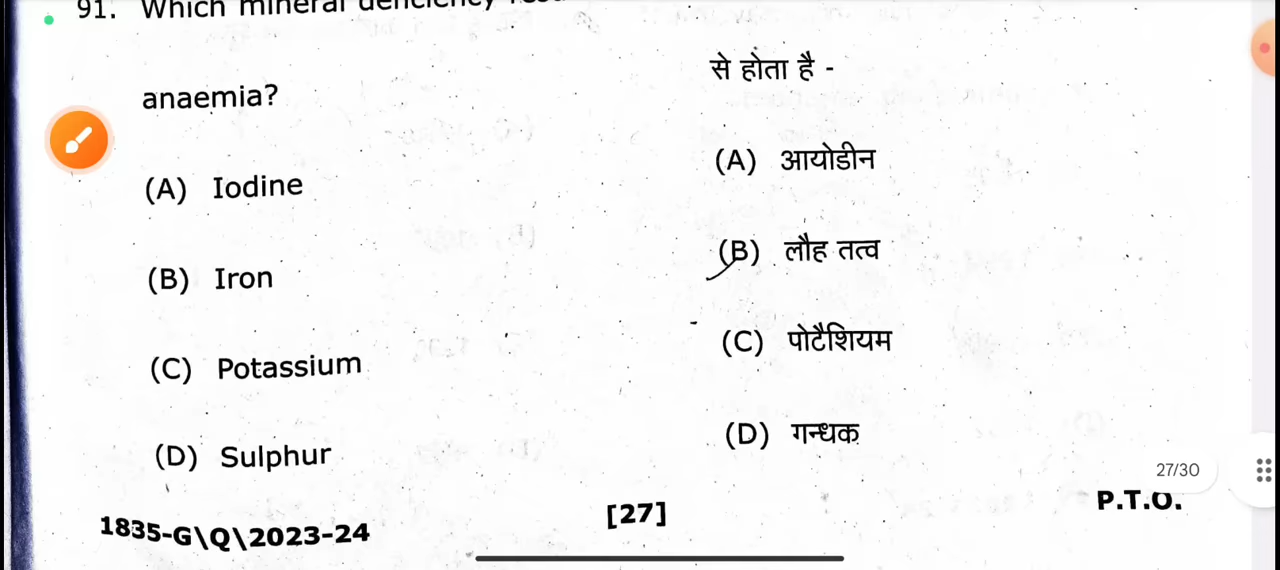 91. Which mineral deficiency
anaemia?
(A) Iodine
(B) Iron
(C) Potassium
(D) Sulphur
से होता है -
(A) आयोडीन
(B) लौह तत्व
(C) पोटैशियम
(D) गन्धक
27/30
1835-G\Q\2023-24
[27]
P.T.O.